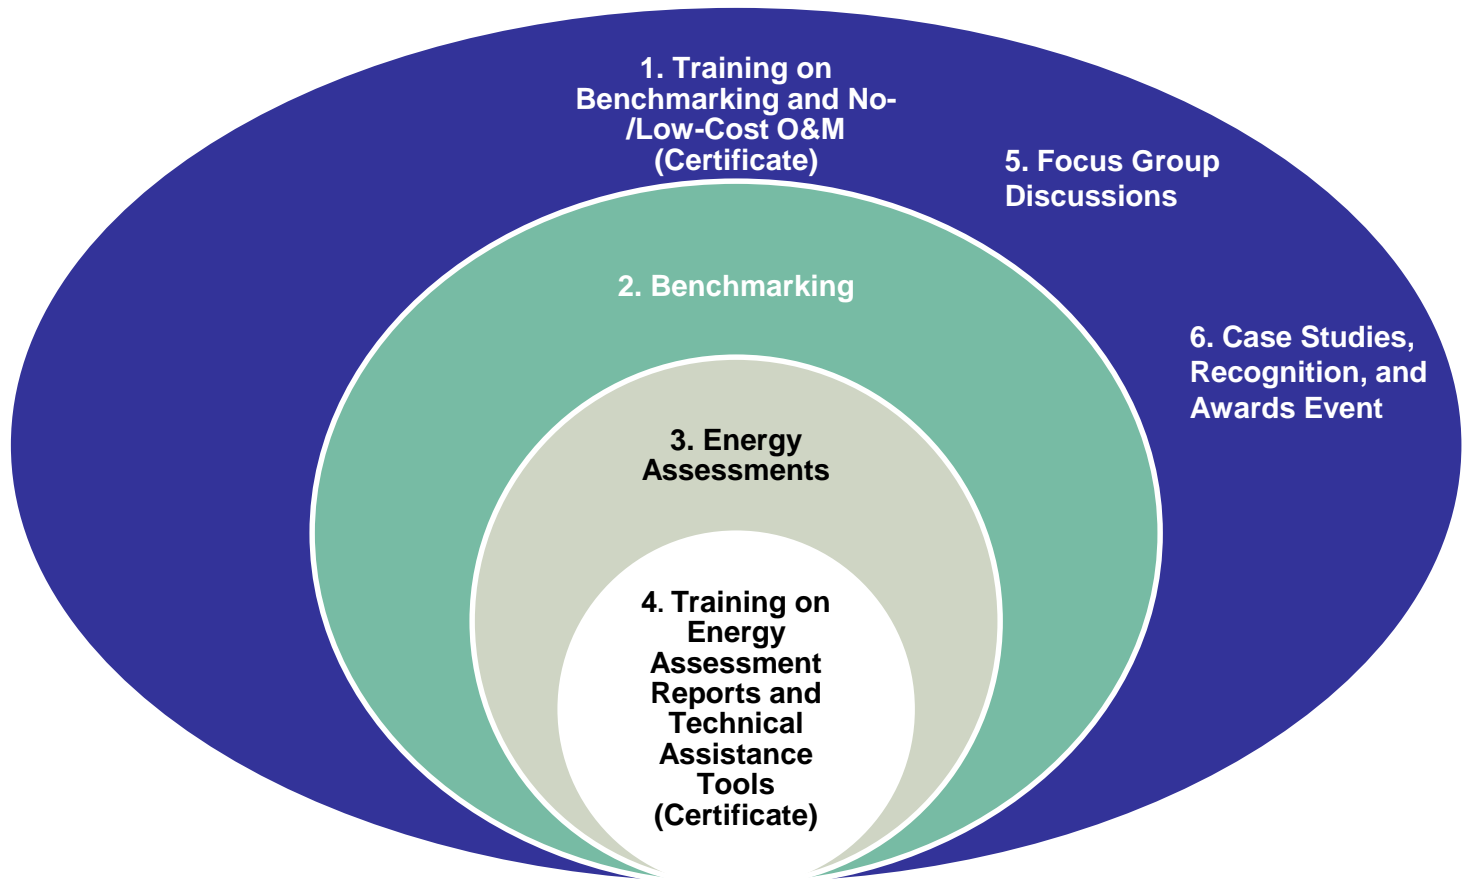 1. Training on
Benchmarking and No-
/Low-Cost O&M
(Certificate)
5. Focus Group
Discussions
2. Benchmarking
6. Case Studies,
Recognition, and
Awards Event
3. Energy
Assessments
4. Training on
Energy
Assessment
Reports and
Technical
Assistance
Tools
(Certificate)